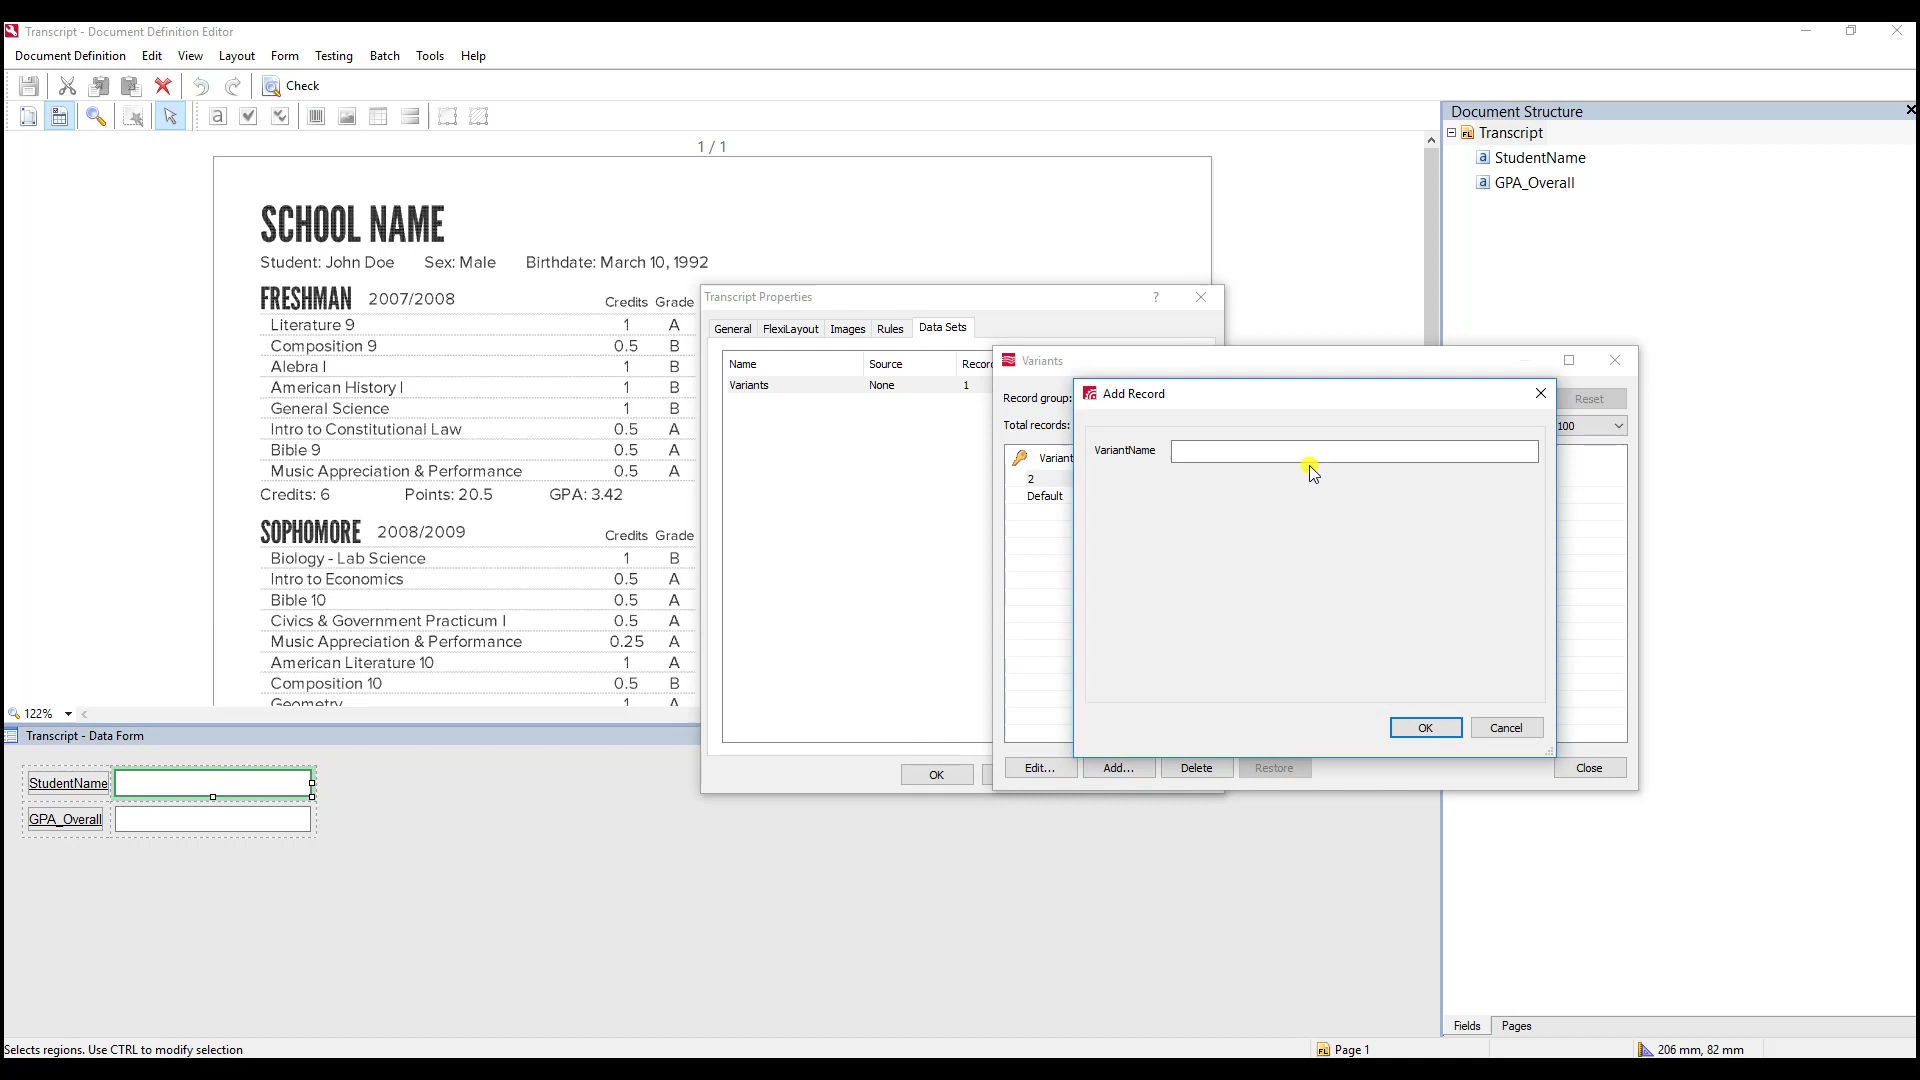 Transcript - Document Definition Editor
Document Definition Edit View Layout Form Testing Batch Tools Help
Check
Document Structure
Transcript
StudentName
GPA_Overall
1 / 1
SCHOOL NAME
Student: John Doe Sex: Male Birthdate: March 10, 1992
FRESHMAN 2007/2008 Credits Grade
Literature 9 1 A
Composition 9 0.5 B
Alebra I 1 B
American History I 1 B
General Science 1 B
Intro to Constitutional Law 0.5 A
Bible 9 0.5 A
Music Appreciation & Performance 0.5 A
Credits: 6 Points: 20.5 GPA: 3.42
SOPHOMORE 2008/2009 Credits Grade
Biology - Lab Science 1 B
Intro to Economics 0.5 A
Bible 10 0.5 A
Civics & Government Practicum I 0.5 A
Music Appreciation & Performance 0.25 A
American Literature 10 1 A
Composition 10 0.5 B
Geometry 1 A
122%
Transcript Properties
General FlexiLayout Images Rules Data Sets
Name Source Record
Variants None 1
OK
Variants
Record group:
Reset
Total records:
100
Variant
2
Default
Edit... Add... Delete Restore Close
Add Record
VariantName
OK Cancel
Transcript - Data Form
StudentName
GPA_Overall
Fields Pages
Selects regions. Use CTRL to modify selection
Page 1
206 mm, 82 mm